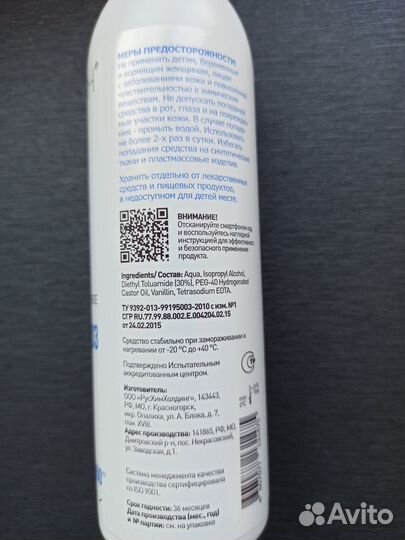 МЕРЫ ПРЕДОСТОРОЖНОСТИ:
Не применять детям, беременным
и кормящим женщинам, лицам
с заболеваниями кожи и повышенной
чувствительностью к химическим
веществам. Не допускать попадания
средства в рот, глаза и на повреждён-
ные участки кожи. В случае попада-
ния - промыть водой. Использовать
не более 2-х раз в сутки. Избегать
попадания средства на синтетические
ткани и пластмассовые изделия.
Хранить отдельно от лекарственных
средств и пищевых продуктов,
в недоступном для детей месте.
ВНИМАНИЕ!
Отсканируйте смартфоном код
и воспользуйтесь наглядной
инструкцией для эффективного
и безопасного применения
продукта.
Ingredients/ Состав: Aqua, Isopropyl Alcohol,
Diethyl Toluamide (30%), PEG-40 Hydrogenated
Castor Oil, Vanillin, Tetrasodium EDTA.
ТУ 9392-013-99195003-2010 с изм. №1
СГР RU.77.99.88.002.Е.004204.02.15
от 24.02.2015
Средство стабильно при замораживании и
нагревании от -20 °С до +40 °С.
Подтверждено Испытательным
аккредитованным центром.
Изготовитель:
ООО «РусХимХолдинг», 143443,
РФ, МО, г. Красногорск,
мкр. Опалиха, ул. А. Блока, д. 7,
пом. XVIII.
Адрес производства: 141865, РФ, МО,
Дмитровский р-н, пос. Некрасовский,
ул. Заводская, д.1.
Система менеджмента качества
производства сертифицирована
по ISO 9001.
Срок годности: 36 месяцев
Дата производства (мес., год)
и № партии: см. на упаковке
Avito